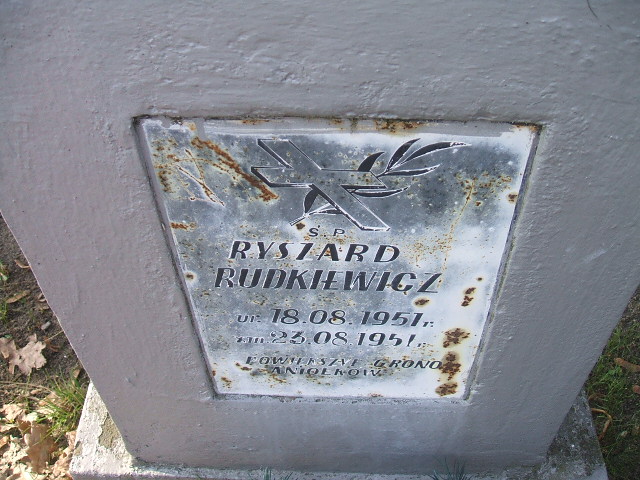 Ś.P.
RYSZARD
RUDKIEWICZ
UR. 18.08.1951 r.
ZM. 23.08.1951 r.
POWIĘKSZYŁ GRONO
ANIOŁKÓW